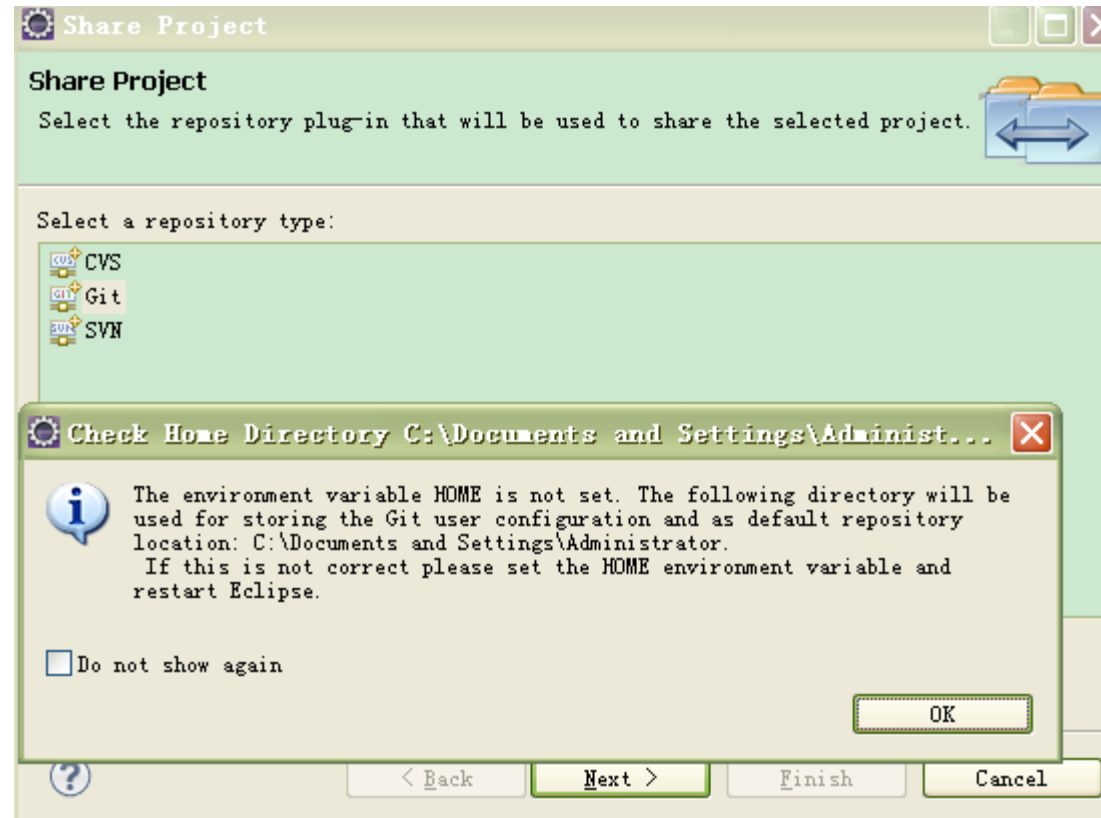 Share Project
Share Project
Select the repository plug-in that will be used to share the selected project.
Select a repository type:
CVS
Git
SVN
Check Home Directory C:\Documents and Settings\Administ...
The environment variable HOME is not set. The following directory will be
used for storing the Git user configuration and as default repository
location: C:\Documents and Settings\Administrator.
If this is not correct please set the HOME environment variable and
restart Eclipse.
Do not show again
OK
< Back
Next >
Finish
Cancel